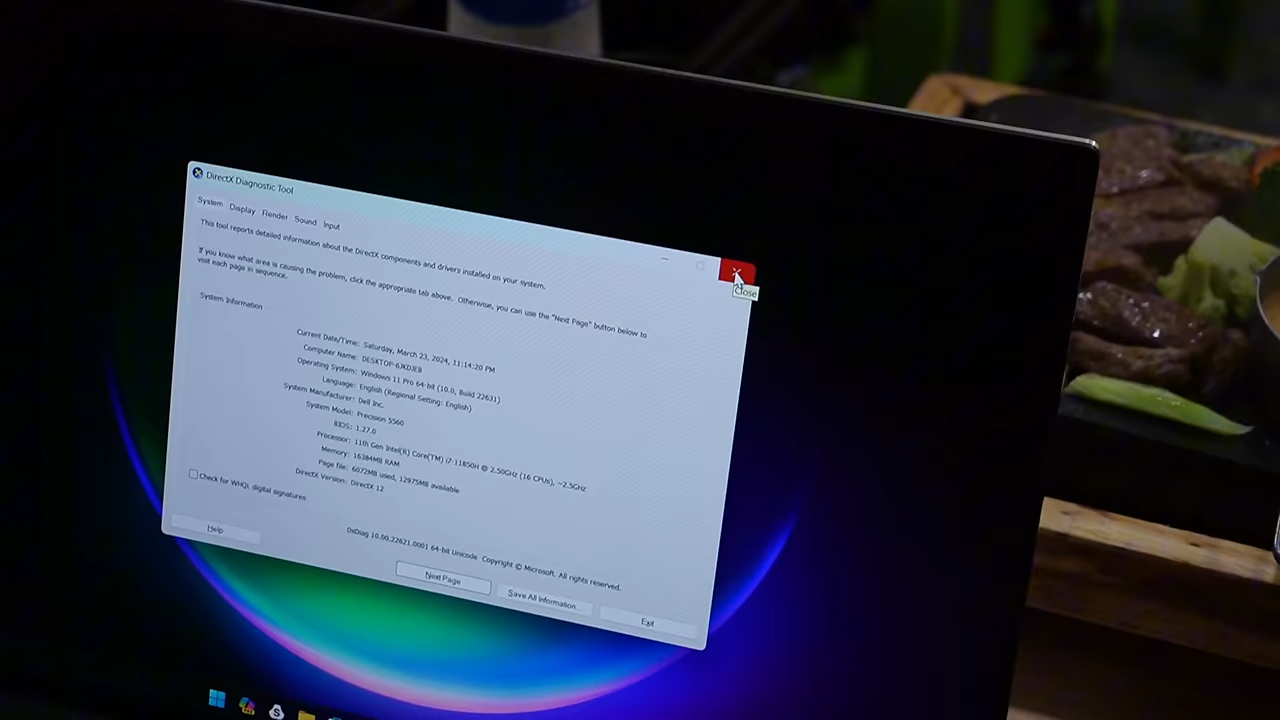 DirectX Diagnostic Tool
System Display Render Sound Input
This tool reports detailed information about the DirectX components and drivers installed on your system.
If you know what area is causing the problem, click the appropriate tab above. Otherwise, you can use the "Next Page" button below to
visit each page in sequence.
Close
System Information
Current Date/Time: Saturday, March 23, 2024, 11:14:20 PM
Computer Name: DESKTOP-6JKDJEB
Operating System: Windows 11 Pro 64-bit (10.0, Build 22631)
Language: English (Regional Setting: English)
System Manufacturer: Dell Inc.
System Model: Precision 5560
BIOS: 1.27.0
Processor: 11th Gen Intel(R) Core(TM) i7-11850H @ 2.50GHz (16 CPUs), ~2.5GHz
Memory: 16384MB RAM
Page file: 6072MB used, 12975MB available
DirectX Version: DirectX 12
Check for WHQL digital signatures
DxDiag 10.00.22621.0001 64-bit Unicode Copyright © Microsoft. All rights reserved.
Help
Next Page
Save All Information...
Exit